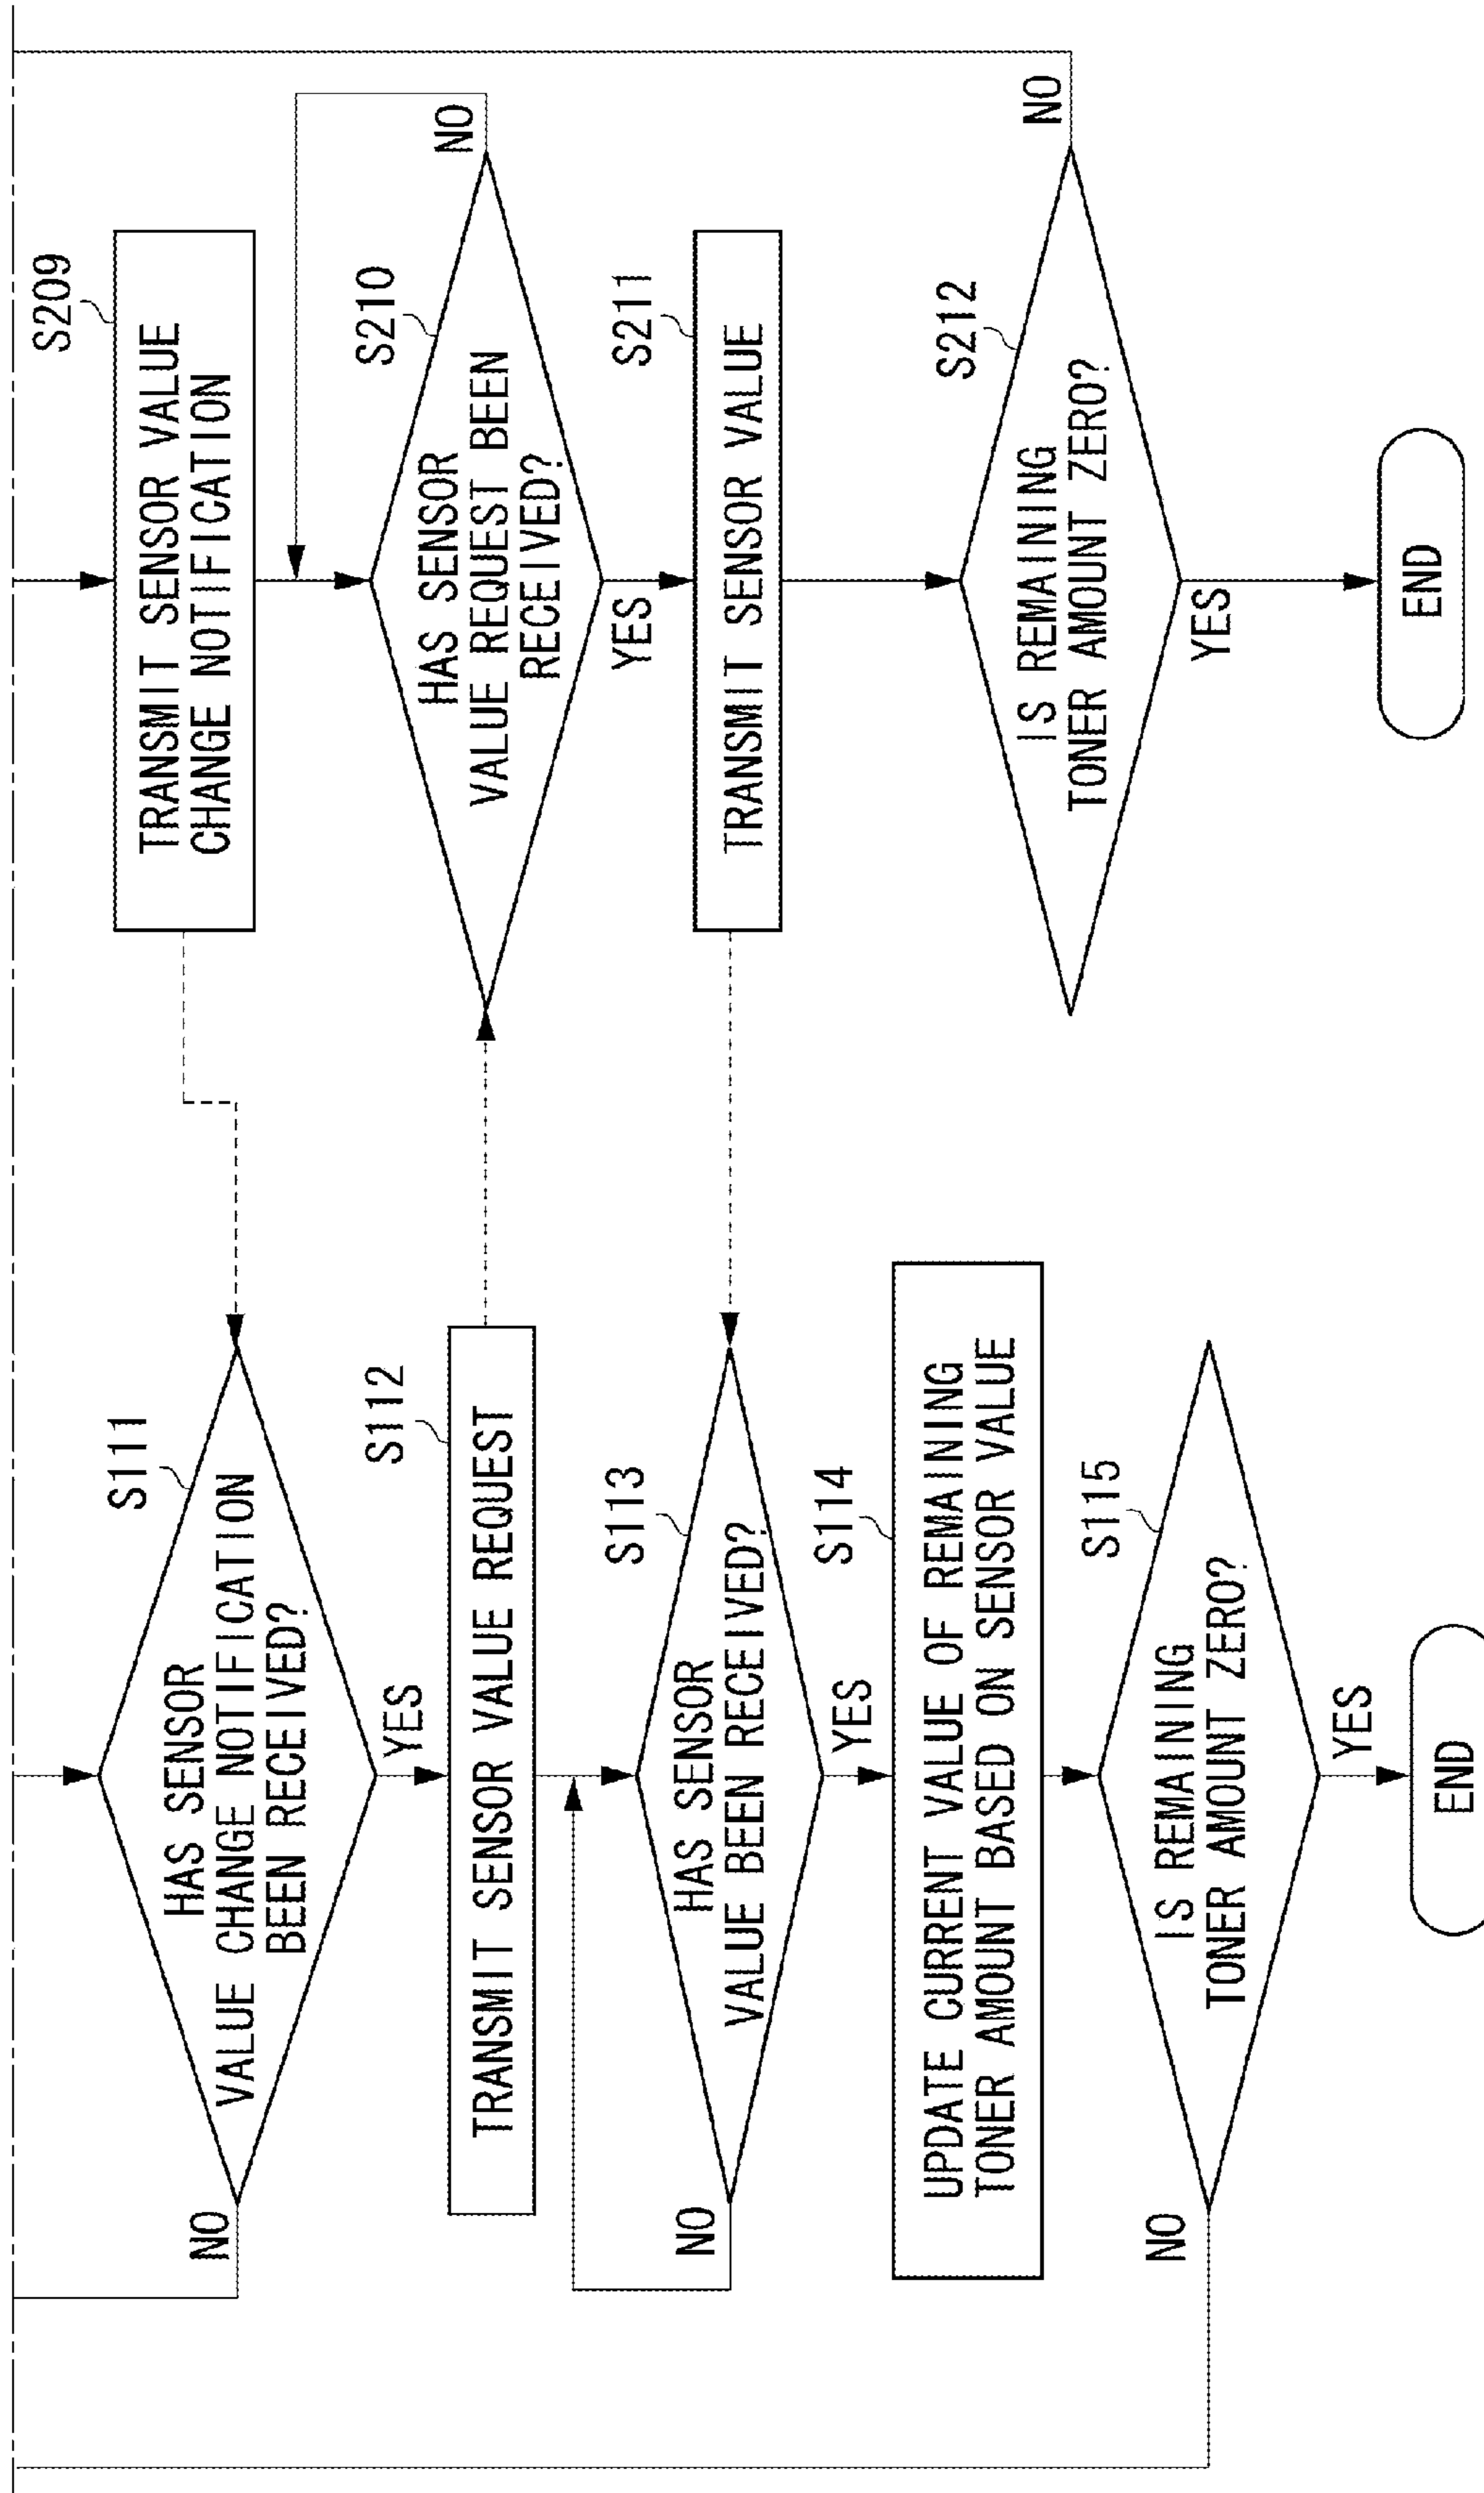 S111
HAS SENSOR
VALUE CHANGE NOTIFICATION
BEEN RECEIVED?
NO
YES
S112
TRANSMIT SENSOR VALUE REQUEST
S113
HAS SENSOR
VALUE BEEN RECEIVED?
NO
YES
S114
UPDATE CURRENT VALUE OF REMAINING
TONER AMOUNT BASED ON SENSOR VALUE
S115
IS REMAINING
TONER AMOUNT ZERO?
NO
YES
END
S209
TRANSMIT SENSOR VALUE
CHANGE NOTIFICATION
S210
HAS SENSOR
VALUE REQUEST BEEN
RECEIVED?
NO
YES
S211
TRANSMIT SENSOR VALUE
S212
IS REMAINING
TONER AMOUNT ZERO?
NO
YES
END